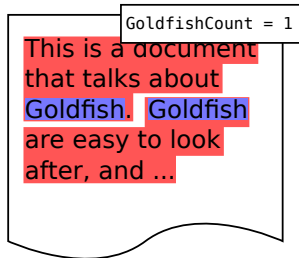 GoldfishCount = 1
This is a document
that talks about
Goldfish. Goldfish
are easy to look
after, and ...